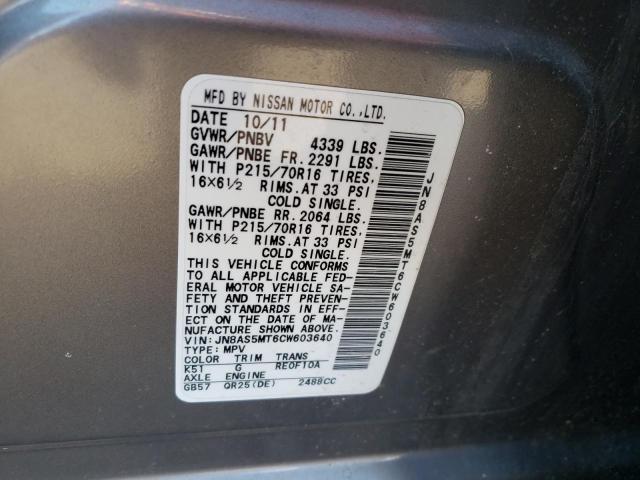 MFD BY NISSAN MOTOR CO.,LTD.
DATE 10/11
GVWR/PNBV 4339 LBS.
GAWR/PNBE FR. 2291 LBS.
WITH P215/70R16 TIRES,
16X6½ RIMS.AT 33 PSI
COLD SINGLE.
GAWR/PNBE RR. 2064 LBS.
WITH P215/70R16 TIRES,
16X6½ RIMS.AT 33 PSI
COLD SINGLE.
THIS VEHICLE CONFORMS
TO ALL APPLICABLE FED-
ERAL MOTOR VEHICLE SA-
FETY AND THEFT PREVEN-
TION STANDARDS IN EFF-
ECT ON THE DATE OF MA-
NUFACTURE SHOWN ABOVE.
VIN: JN8AS5MT6CW603640
TYPE: MPV
COLOR TRIM TRANS
K51 G RE0F10A
AXLE ENGINE
GB57 QR25(DE) 2488CC
JN8AS5MT6CW603640